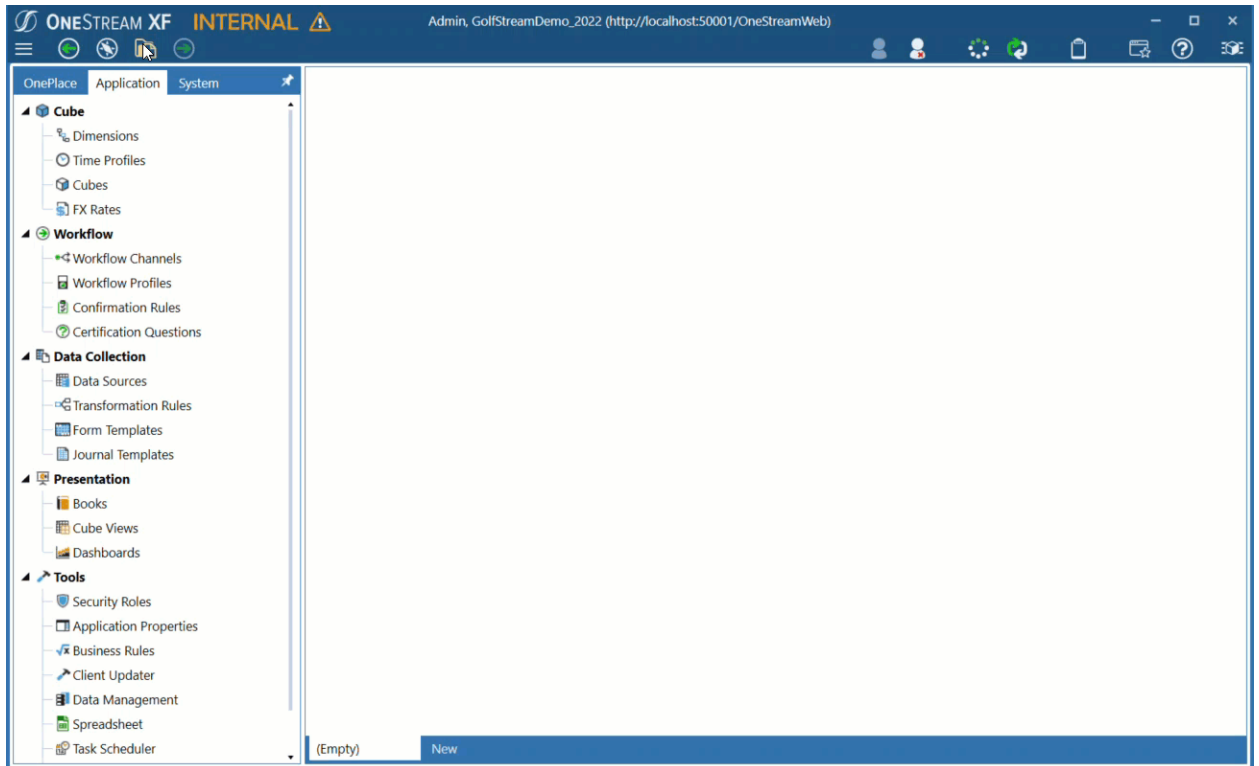 ONESTREAM XF INTERNAL
Admin, GolfStreamDemo_2022 (http://localhost:50001/OneStreamWeb)
OnePlace Application System
Cube
Dimensions
Time Profiles
Cubes
FX Rates
Workflow
Workflow Channels
Workflow Profiles
Confirmation Rules
Certification Questions
Data Collection
Data Sources
Transformation Rules
Form Templates
Journal Templates
Presentation
Books
Cube Views
Dashboards
Tools
Security Roles
Application Properties
Business Rules
Client Updater
Data Management
Spreadsheet
Task Scheduler
(Empty) New